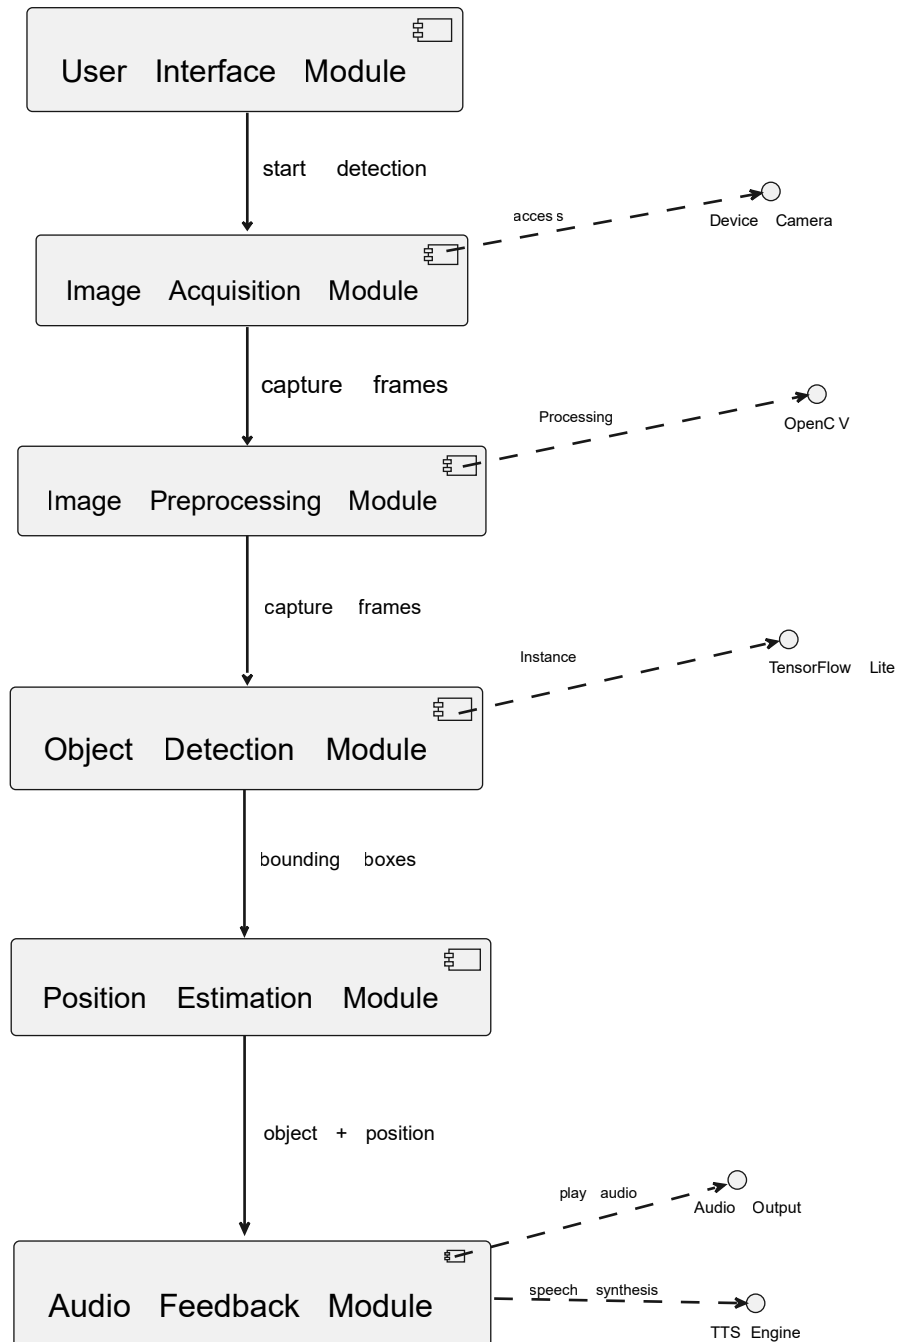 User Interface Module
start detection
acces s
Device Camera
Image Acquisition Module
capture frames
Processing
OpenC V
Image Preprocessing Module
capture frames
Instance
TensorFlow Lite
Object Detection Module
bounding boxes
Position Estimation Module
object + position
play audio
Audio Output
Audio Feedback Module
speech synthesis
TTS Engine